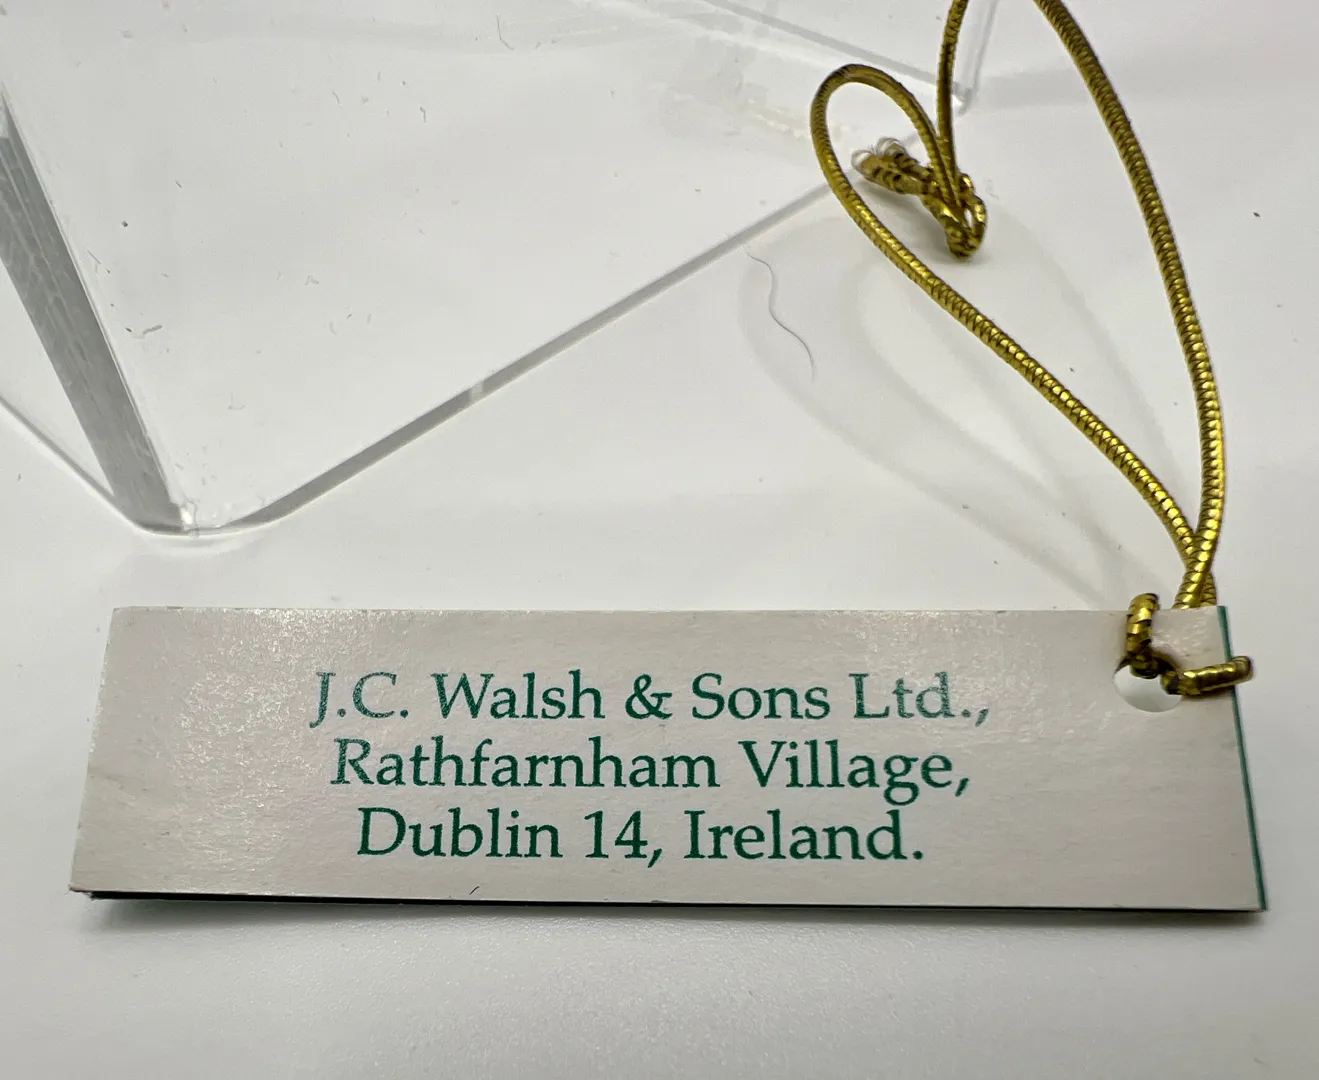 J.C. Walsh & Sons Ltd.,
Rathfarnham Village,
Dublin 14, Ireland.